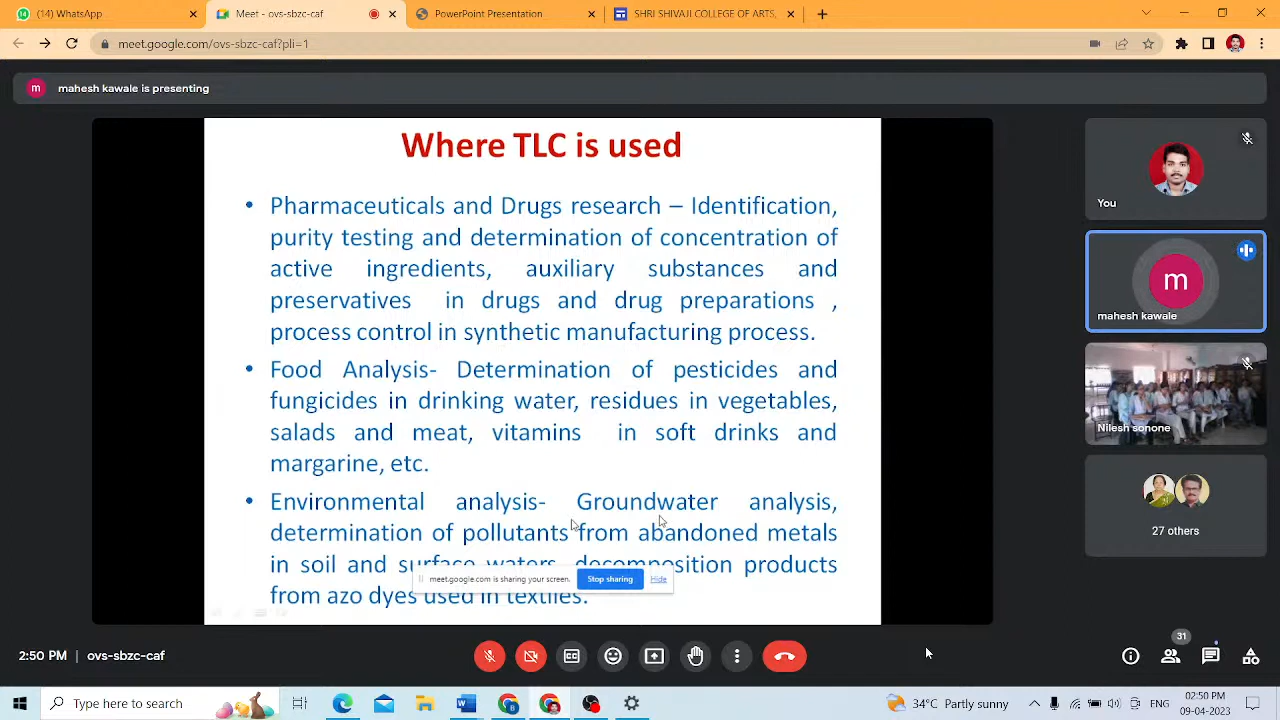 (14) WhatsApp
Meet - ovs-sbzc-caf
PowerPoint Presentation
SHRI SHIVAJI COLLEGE OF ARTS,
meet.google.com/ovs-sbzc-caf?pli=1
m
mahesh kawale is presenting
Where TLC is used
• Pharmaceuticals and Drugs research – Identification,
purity testing and determination of concentration of
active ingredients, auxiliary substances and
preservatives in drugs and drug preparations ,
process control in synthetic manufacturing process.
• Food Analysis- Determination of pesticides and
fungicides in drinking water, residues in vegetables,
salads and meat, vitamins in soft drinks and
margarine, etc.
• Environmental analysis- Groundwater analysis,
determination of pollutants from abandoned metals
in soil and surface waters, decomposition products
from azo dyes used in textiles.
meet.google.com is sharing your screen.
Stop sharing
Hide
You
m
mahesh kawale
Nilesh sonone
27 others
2:50 PM | ovs-sbzc-caf
31
Type here to search
34°C Partly sunny
ENG
02:50 PM
09-04-2023